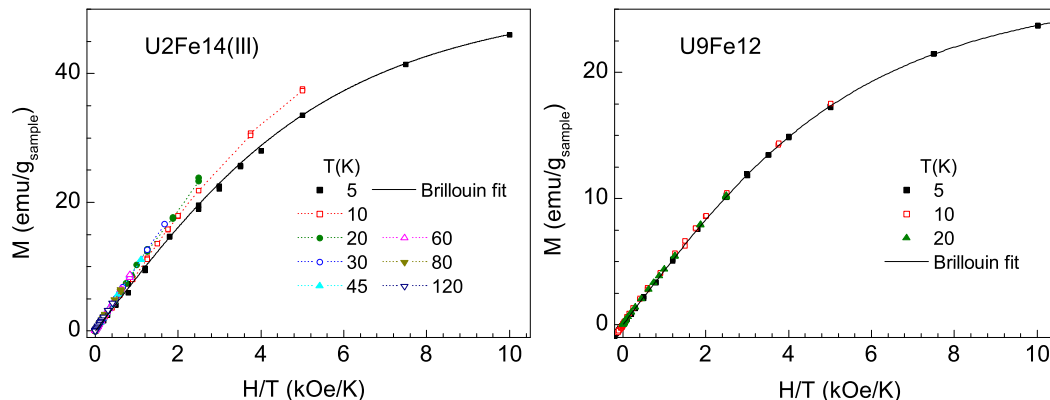 U2Fe14(III)
M (emu/g_sample)
40
20
0
T(K)
5 Brillouin fit
10
20 60
30 80
45 120
0 2 4 6 8 10
H/T (kOe/K)
U9Fe12
M (emu/g_sample)
20
10
0
T(K)
5
10
20
Brillouin fit
0 2 4 6 8 10
H/T (kOe/K)